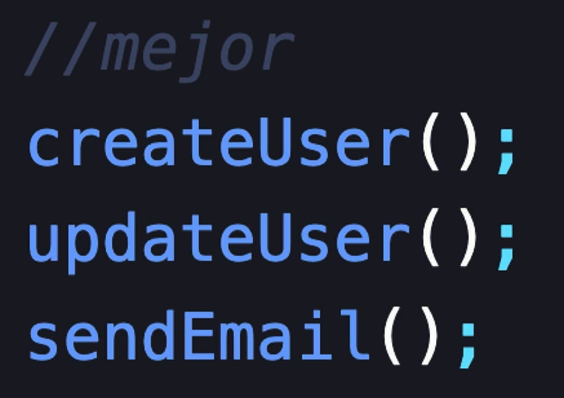 //mejor
createUser();
updateUser();
sendEmail();